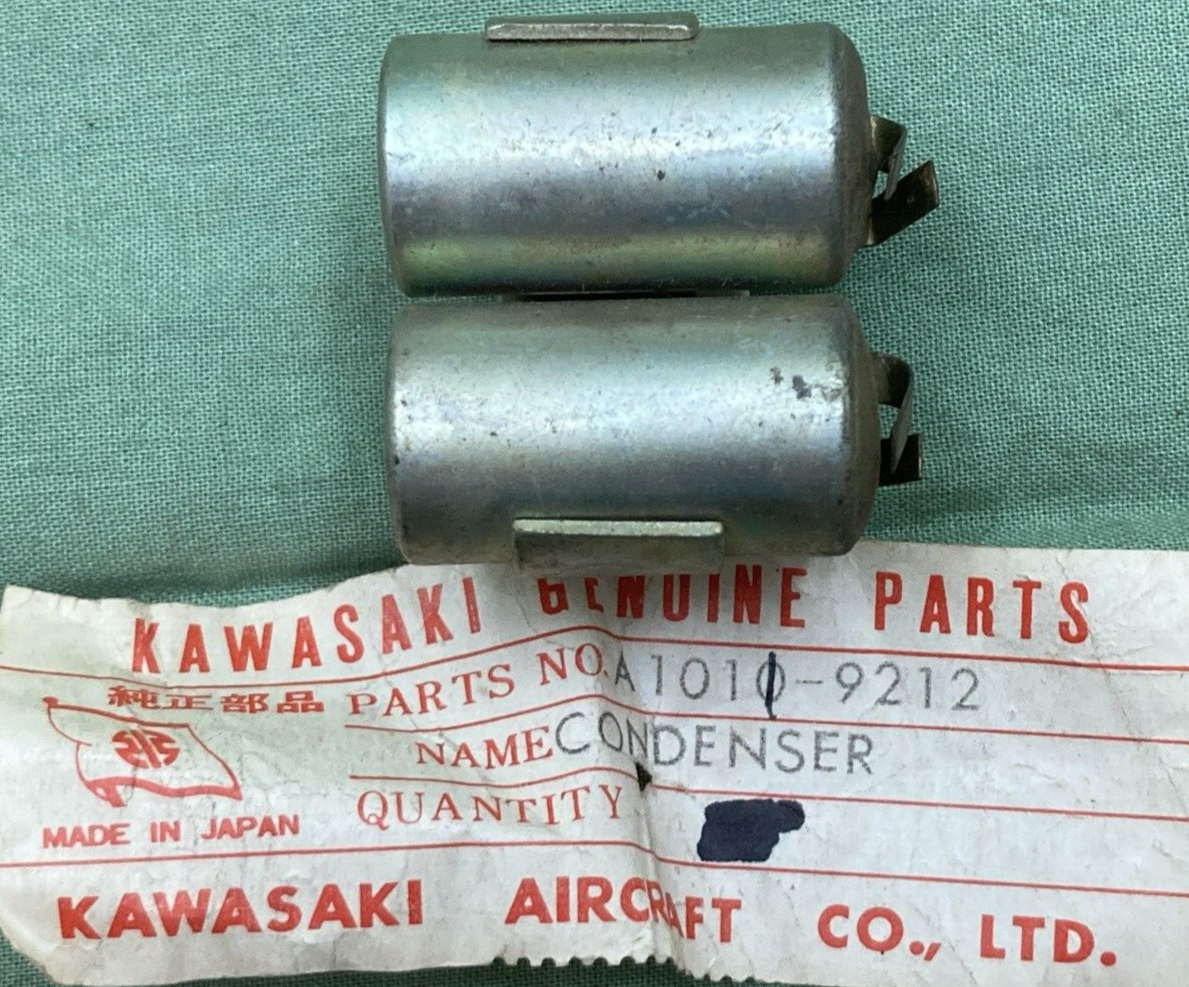 KAWASAKI GENUINE PARTS
純正部品
PARTS NO. A1010-9212
NAME CONDENSER
QUANTITY
MADE IN JAPAN
KAWASAKI AIRCRAFT CO., LTD.